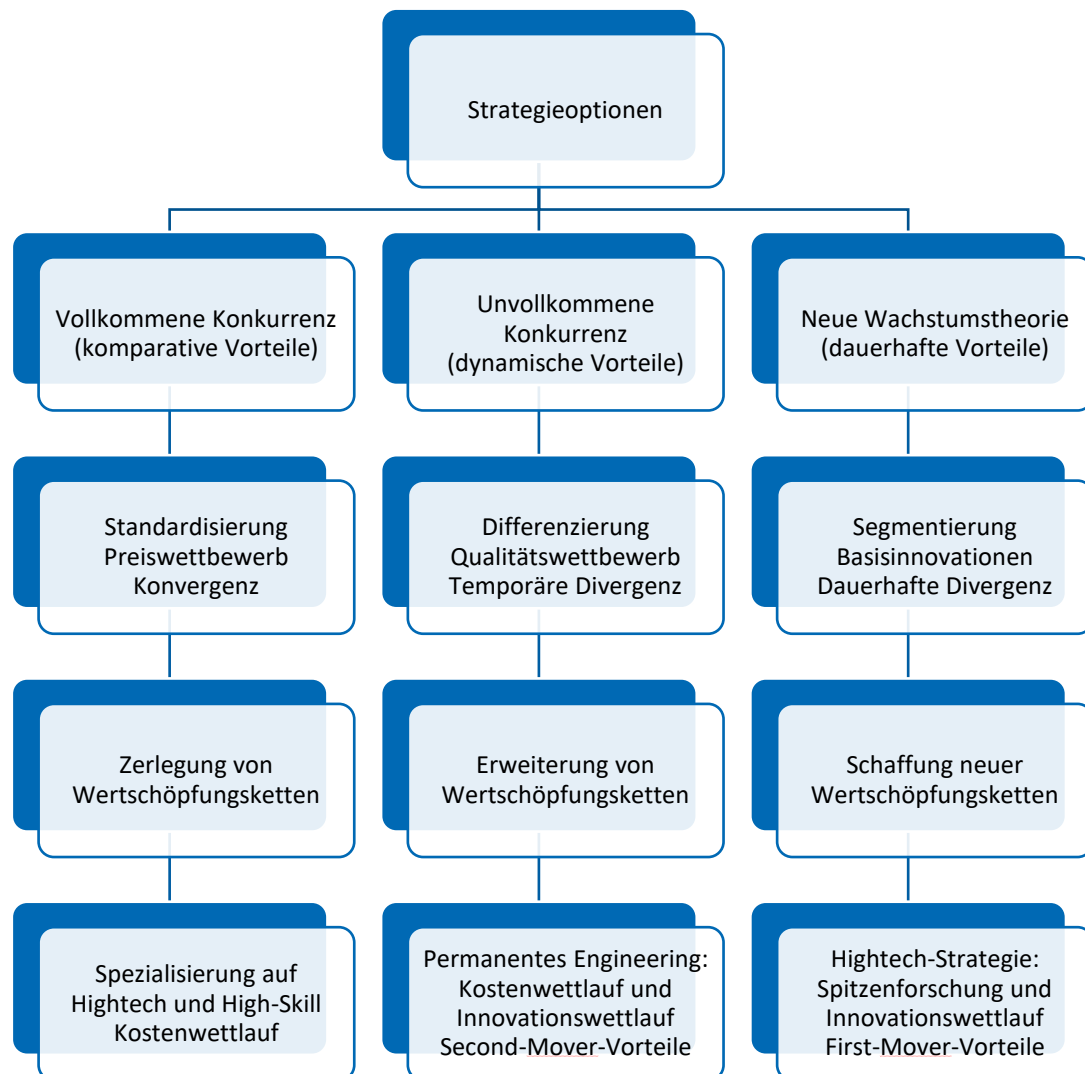 Strategieoptionen
Vollkommene Konkurrenz
(komparative Vorteile)
Unvollkommene
Konkurrenz
(dynamische Vorteile)
Neue Wachstumstheorie
(dauerhafte Vorteile)
Standardisierung
Preiswettbewerb
Konvergenz
Differenzierung
Qualitätswettbewerb
Temporäre Divergenz
Segmentierung
Basisinnovationen
Dauerhafte Divergenz
Zerlegung von
Wertschöpfungsketten
Erweiterung von
Wertschöpfungsketten
Schaffung neuer
Wertschöpfungsketten
Spezialisierung auf
Hightech und High-Skill
Kostenwettlauf
Permanentes Engineering:
Kostenwettlauf und
Innovationswettlauf
Second-Mover-Vorteile
Hightech-Strategie:
Spitzenforschung und
Innovationswettlauf
First-Mover-Vorteile